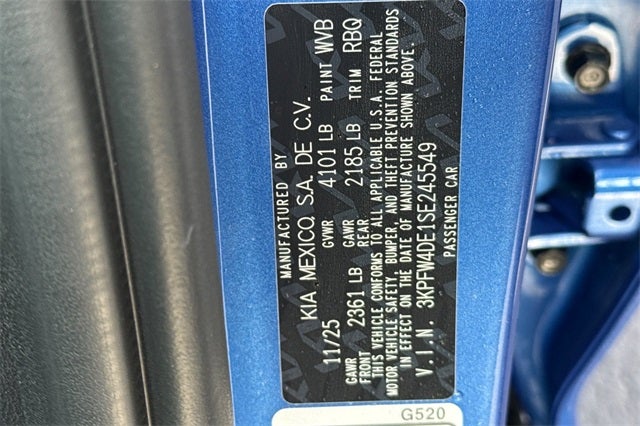 MANUFACTURED BY
KIA MEXICO, S.A. DE C.V.
11/25 GVWR 4101 LB PAINT WVB
GAWR FRONT 2361 LB GAWR REAR 2185 LB TRIM RBQ
THIS VEHICLE CONFORMS TO ALL APPLICABLE U.S.A. FEDERAL
MOTOR VEHICLE SAFETY, BUMPER, AND THEFT PREVENTION STANDARDS
IN EFFECT ON THE DATE OF MANUFACTURE SHOWN ABOVE.
V.I.N. 3KPFW4DE1SE245549
PASSENGER CAR
G520